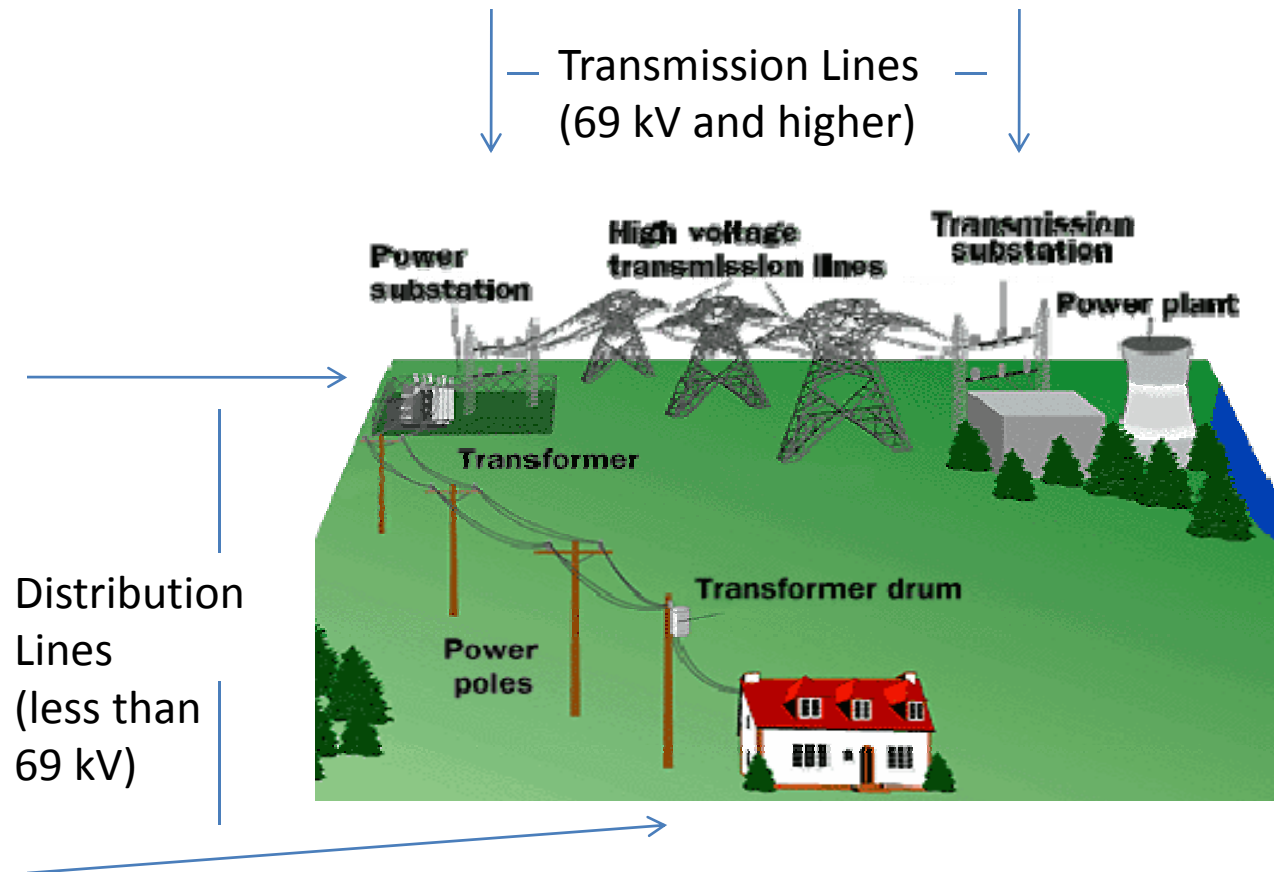 Transmission Lines
(69 kV and higher)
High voltage
transmission lines
Transmission
substation
Power
substation
Power plant
Transformer
Distribution
Lines
(less than
69 kV)
Transformer drum
Power
poles